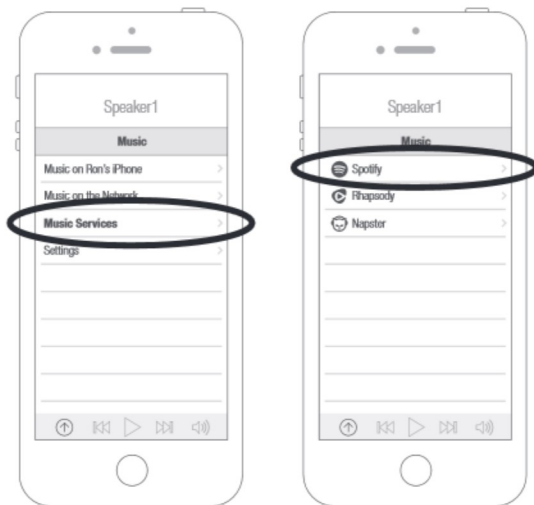 Speaker1
Music
Music on Ron's iPhone
Music on the Network
Music Services
Settings
Speaker1
Music
Spotify
Rhapsody
Napster